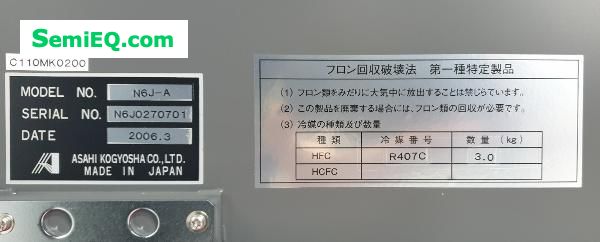 SemiEQ.com
C110MK0200
MODEL NO. N6J-A
SERIAL NO. N6J0270701
DATE 2006.3
ASAHI KOGYOSHA CO., LTD.
MADE IN JAPAN
フロン回収破壊法 第一種特定製品
(1) フロン類をみだりに大気中に放出することは禁じらています。
(2) この製品を廃棄する場合には、フロン類の回収が必要です。
(3) 冷媒の種類及び数量
種類 冷媒番号 数量 (kg)
HFC R407C 3.0
HCFC